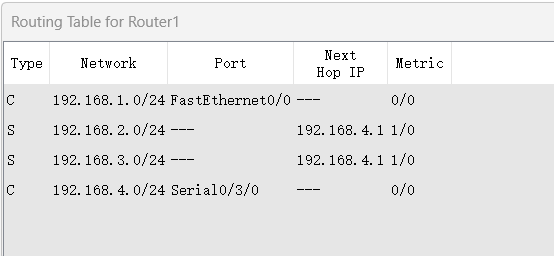 Routing Table for Router1
Type Network Port Next Hop IP Metric
C 192.168.1.0/24 FastEthernet0/0 --- 0/0
S 192.168.2.0/24 --- 192.168.4.1 1/0
S 192.168.3.0/24 --- 192.168.4.1 1/0
C 192.168.4.0/24 Serial0/3/0 --- 0/0